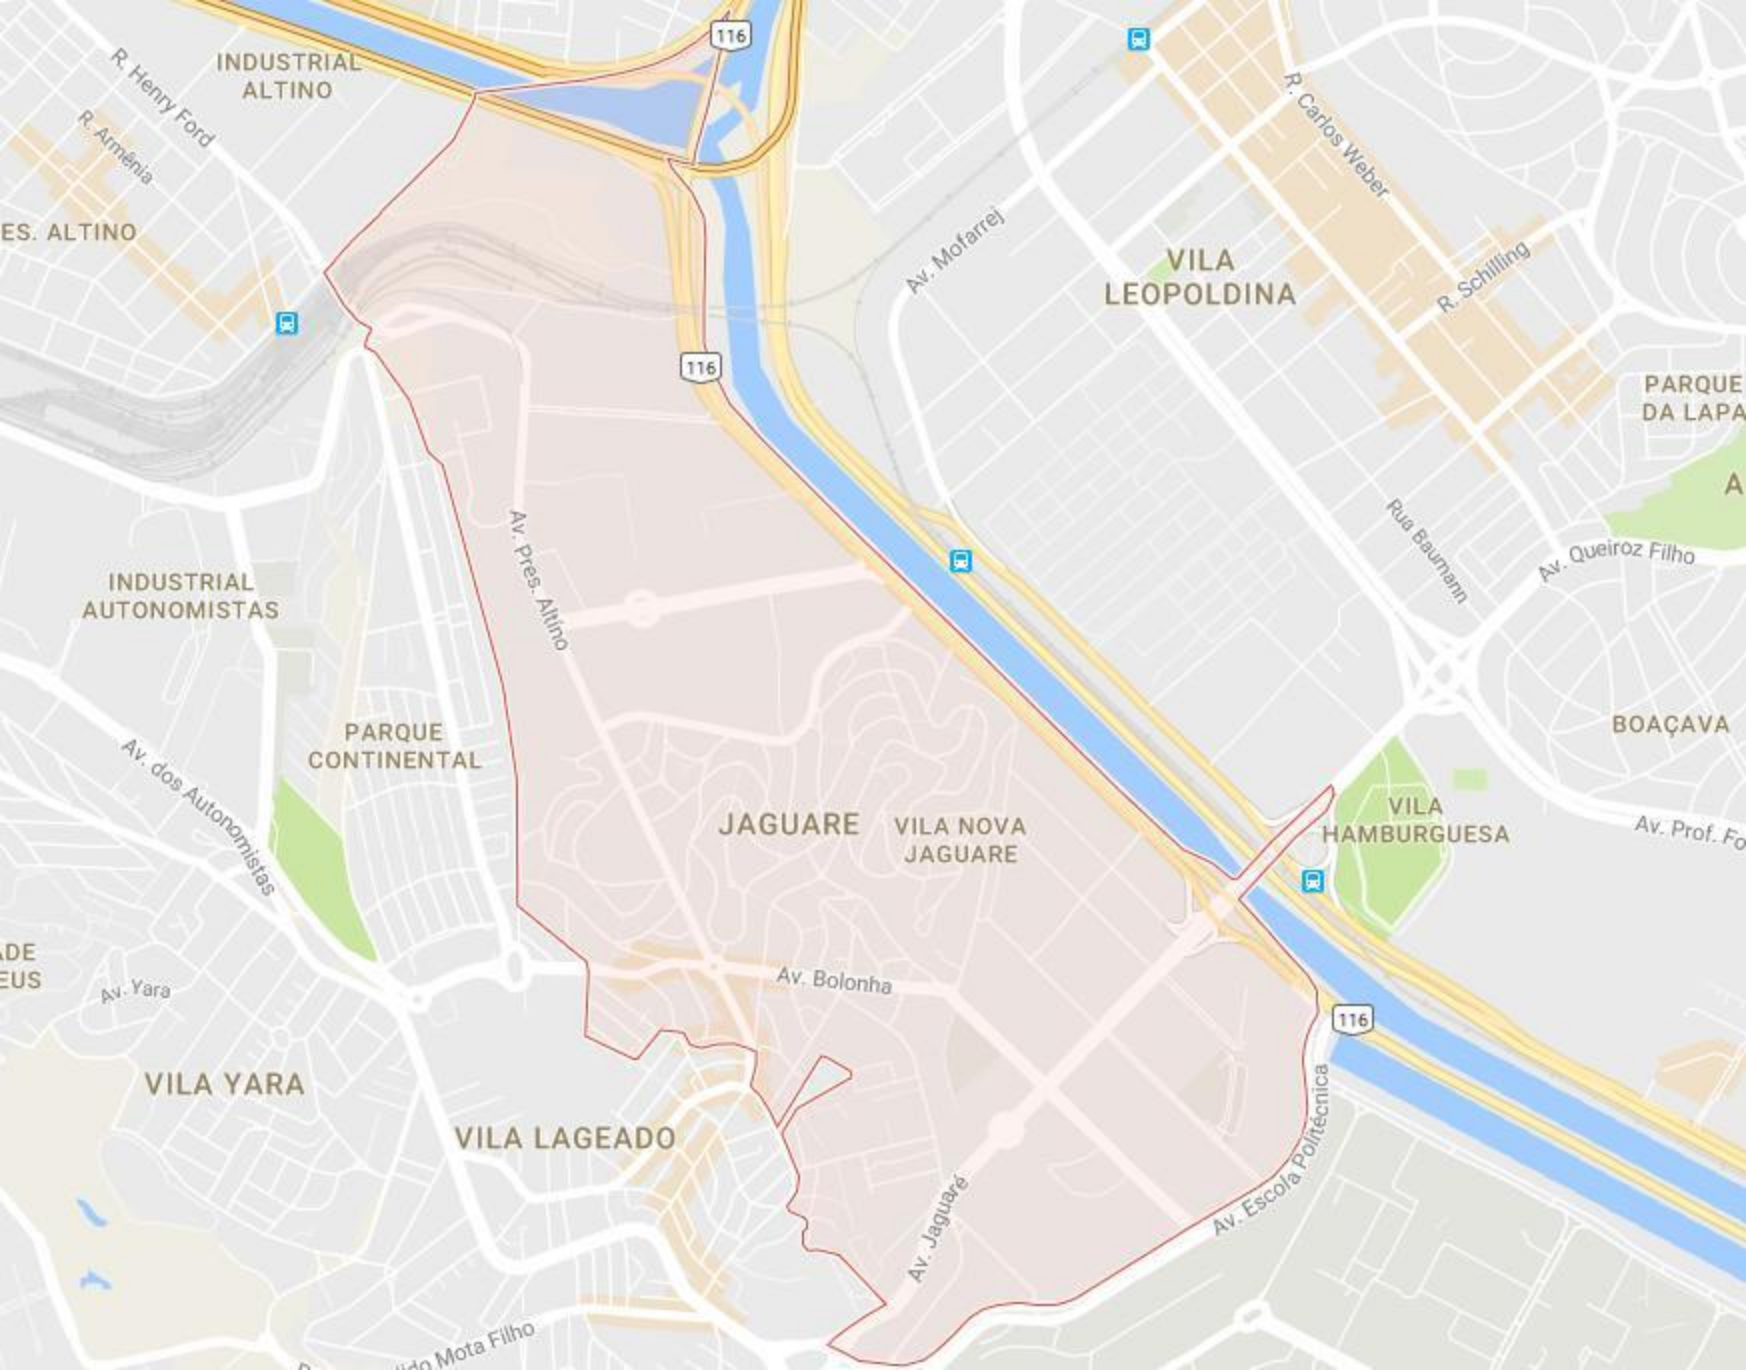 116
INDUSTRIAL
ALTINO
R. Henry Ford
R. Armênia
R. Carlos Weber
ES. ALTINO
Av. Mofarrej
VILA
LEOPOLDINA
R. Schilling
116
PARQUE
DA LAPA
A
Rua Baumann
Av. Queiroz Filho
Av. Pres. Altino
INDUSTRIAL
AUTONOMISTAS
PARQUE
CONTINENTAL
BOAÇAVA
Av. dos Autonomistas
JAGUARE
VILA NOVA
JAGUARE
VILA
HAMBURGUESA
Av. Prof. Fo
ADE
EUS
Av. Yara
Av. Bolonha
116
VILA YARA
VILA LAGEADO
Av. Escola Politécnica
Av. Jaguaré
ido Mota Filho